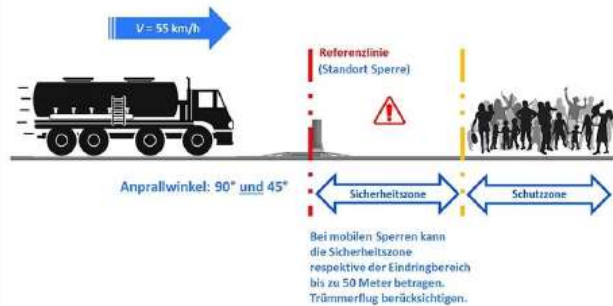 V = 55 km/h
Referenzlinie
(Standort Sperre)
Anprallwinkel: 90° und 45°
Sicherheitszone
Schutzzone
Bei mobilen Sperren kann
die Sicherheitszone
respektive der Eindringbereich
bis zu 50 Meter betragen.
Trümmerflug berücksichtigen.